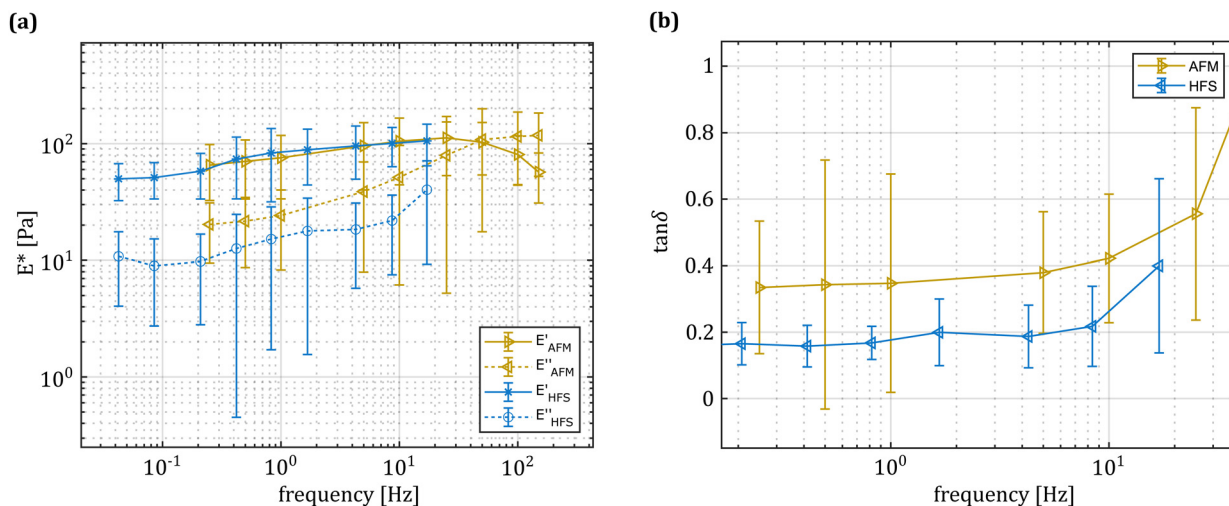 (a)
E* [Pa]
10²
10¹
10⁰
10⁻¹
10⁰
10¹
10²
frequency [Hz]
E'AFM
E''AFM
E'HFS
E''HFS
(b)
tanδ
1
0.8
0.6
0.4
0.2
0
10⁰
10¹
frequency [Hz]
AFM
HFS